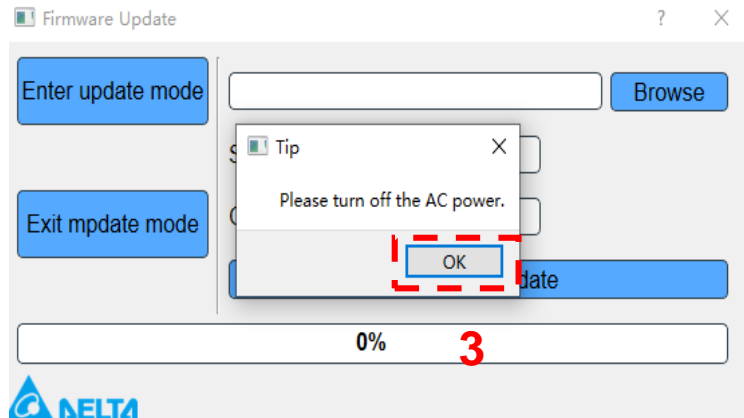 Firmware Update
?
Enter update mode
Browse
Tip
Please turn off the AC power.
Exit mpdate mode
OK
date
0%
3
DELTA